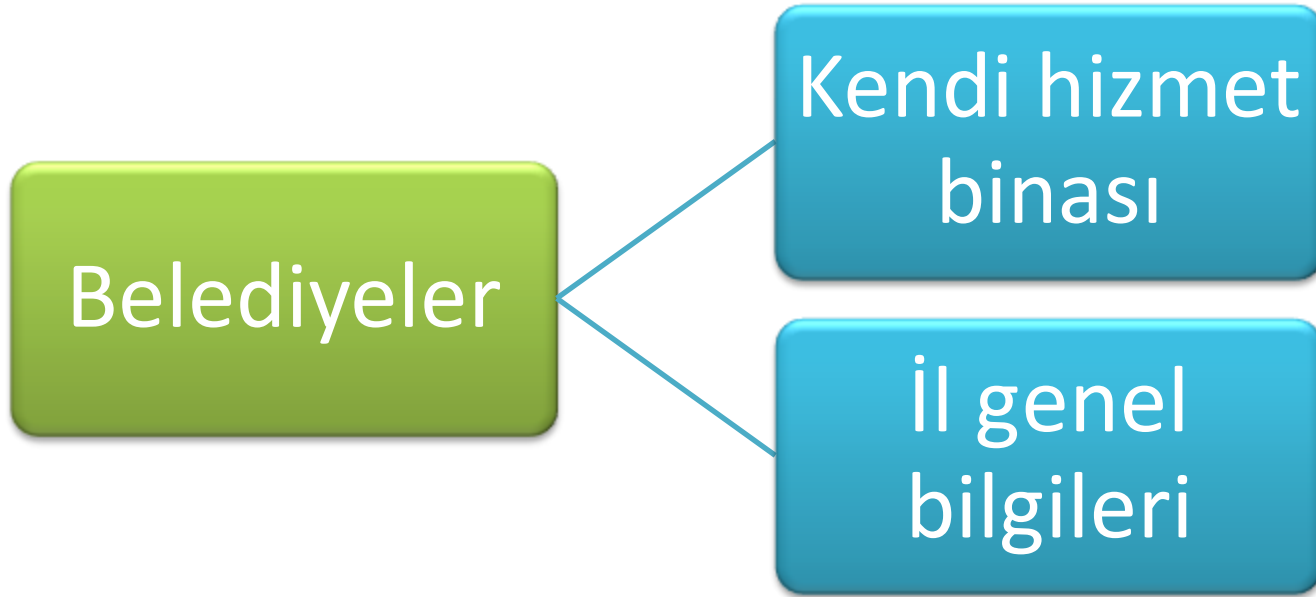 Belediyeler
Kendi hizmet
binası
İl genel
bilgileri